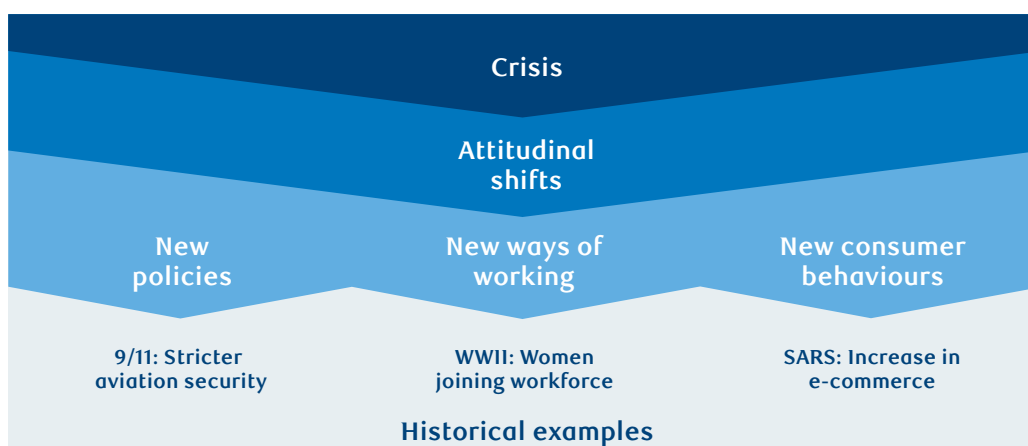 Crisis
Attitudinal
shifts
New
policies
New ways of
working
New consumer
behaviours
9/11: Stricter
aviation security
WWII: Women
joining workforce
SARS: Increase in
e-commerce
Historical examples